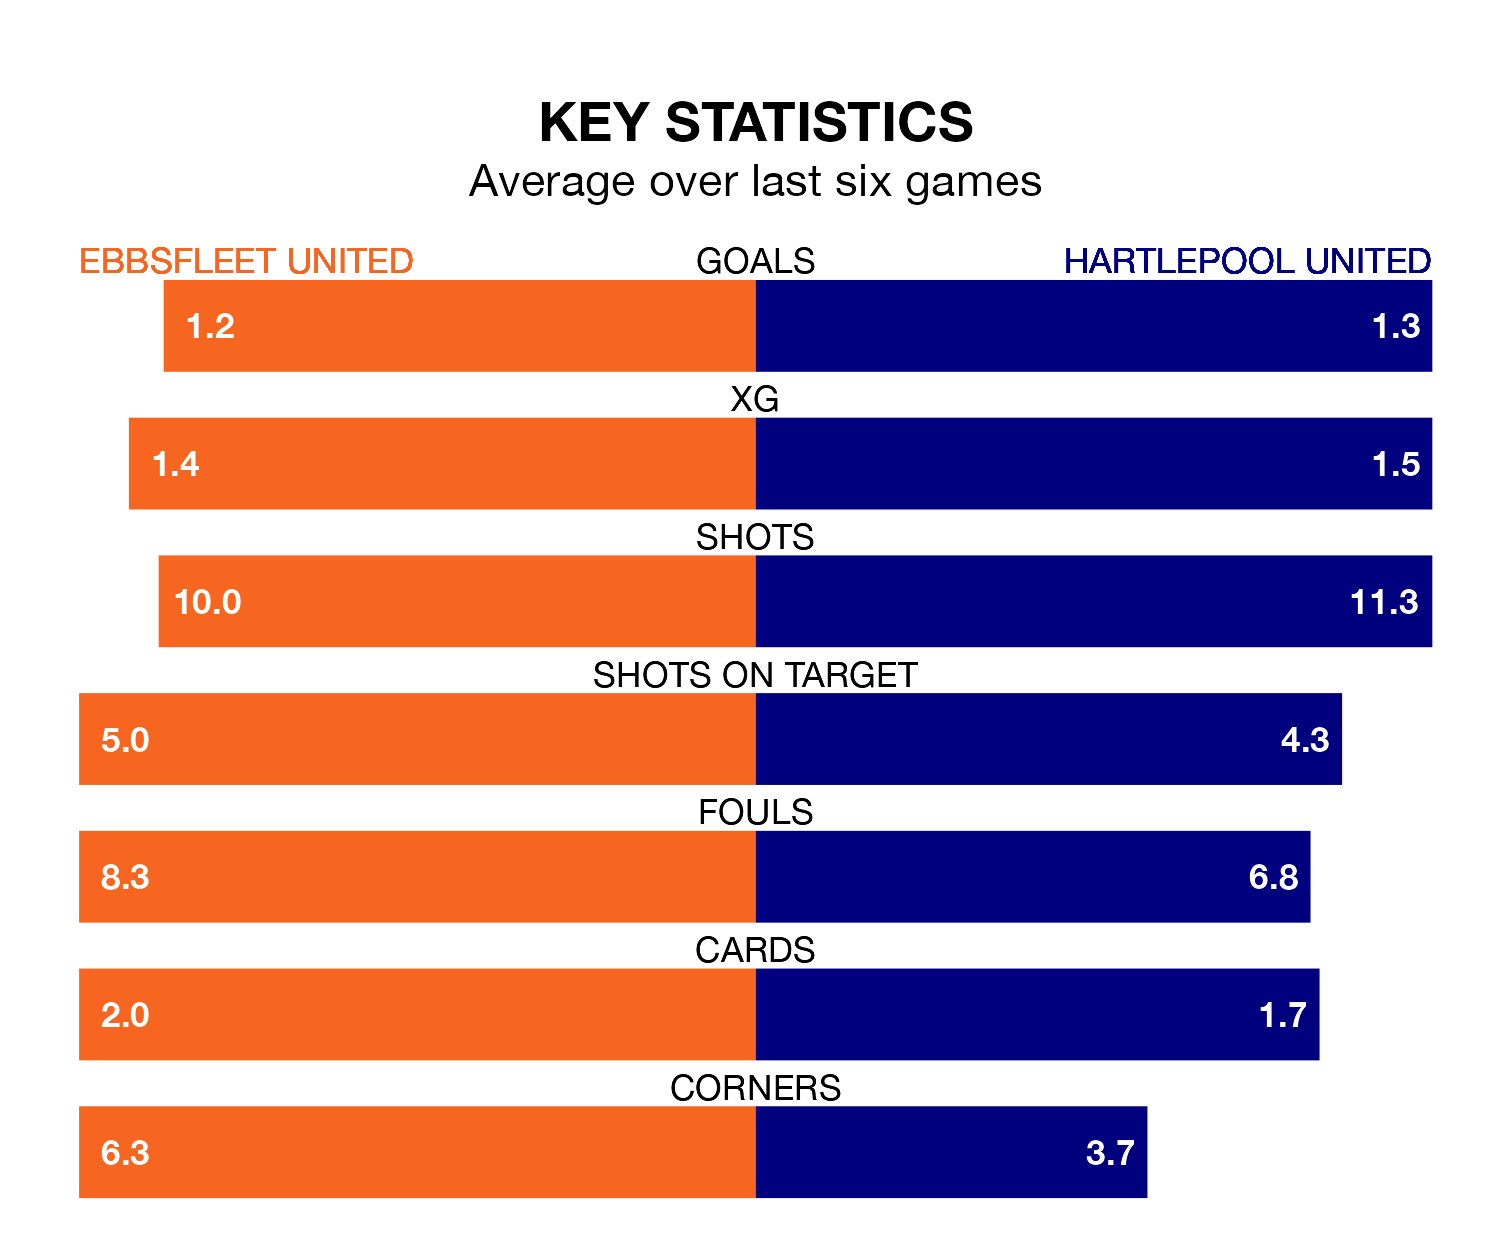 KEY STATISTICS
Average over last six games
EBBSFLEET UNITED GOALS HARTLEPOOL UNITED
1.2 1.3
XG
1.4 1.5
SHOTS
10.0 11.3
SHOTS ON TARGET
5.0 4.3
FOULS
8.3 6.8
CARDS
2.0 1.7
CORNERS
6.3 3.7